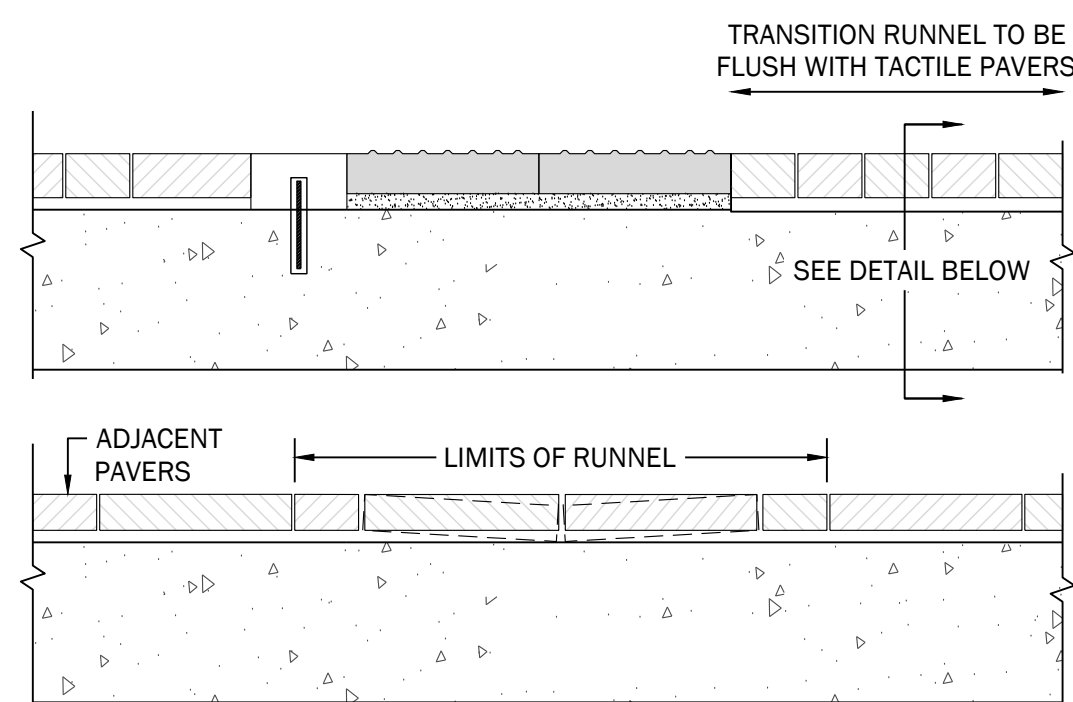 TRANSITION RUNNEL TO BE
FLUSH WITH TACTILE PAVERS
SEE DETAIL BELOW
ADJACENT
PAVERS
LIMITS OF RUNNEL